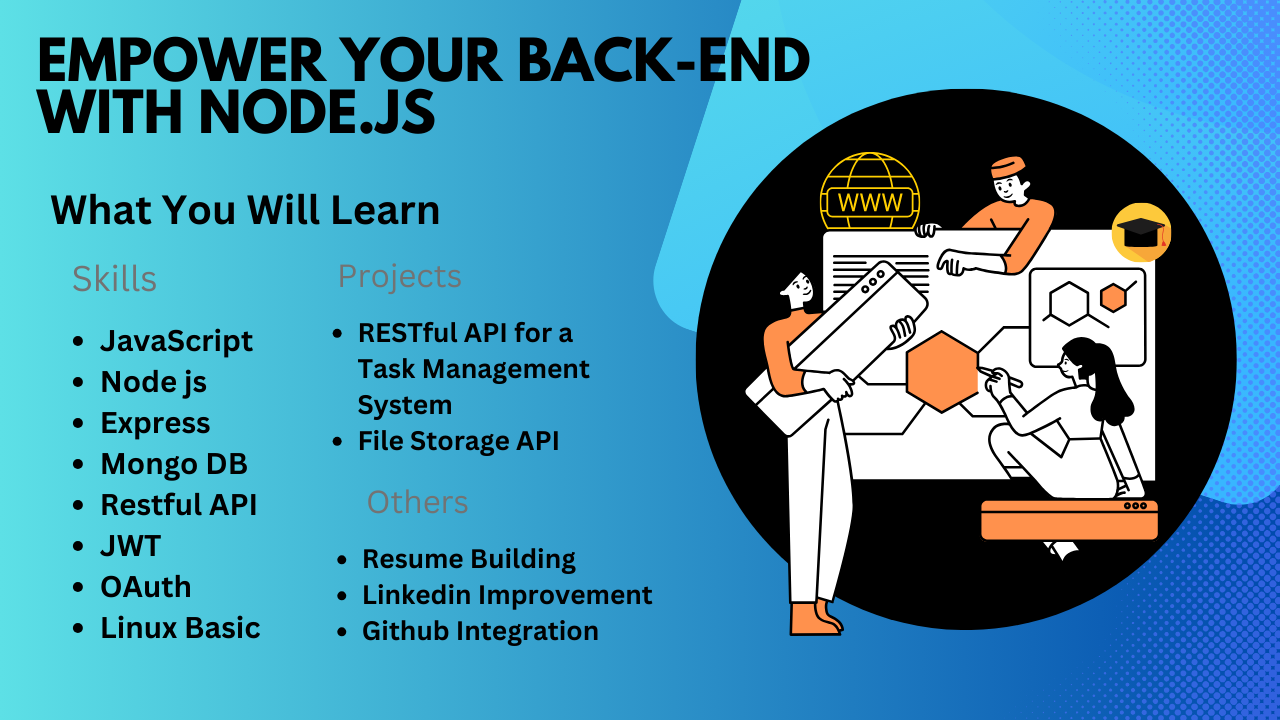 EMPOWER YOUR BACK-END
WITH NODE.JS
What You Will Learn
Skills
• JavaScript
• Node js
• Express
• Mongo DB
• Restful API
• JWT
• OAuth
• Linux Basic
Projects
• RESTful API for a
Task Management
System
• File Storage API
Others
• Resume Building
• Linkedin Improvement
• Github Integration
WWW